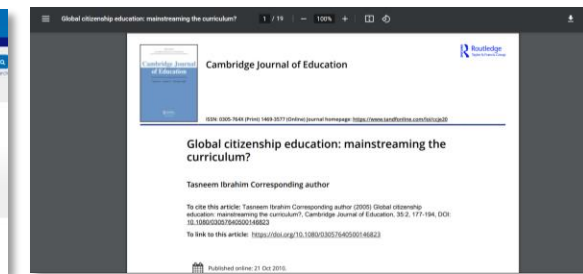 Global citizenship education: mainstreaming the curriculum?
1 / 19
100%
Cambridge Journal of Education
Cambridge Journal of Education
Routledge
ISSN: 0305-764X (Print) 1469-3577 (Online) Journal homepage: https://www.tandfonline.com/loi/ccje20
Global citizenship education: mainstreaming the
curriculum?
Tasneem Ibrahim Corresponding author
To cite this article: Tasneem Ibrahim Corresponding author (2005) Global citizenship
education: mainstreaming the curriculum?, Cambridge Journal of Education, 35:2, 177-194, DOI:
10.1080/03057640500146823
To link to this article: https://doi.org/10.1080/03057640500146823
Published online: 21 Oct 2010.